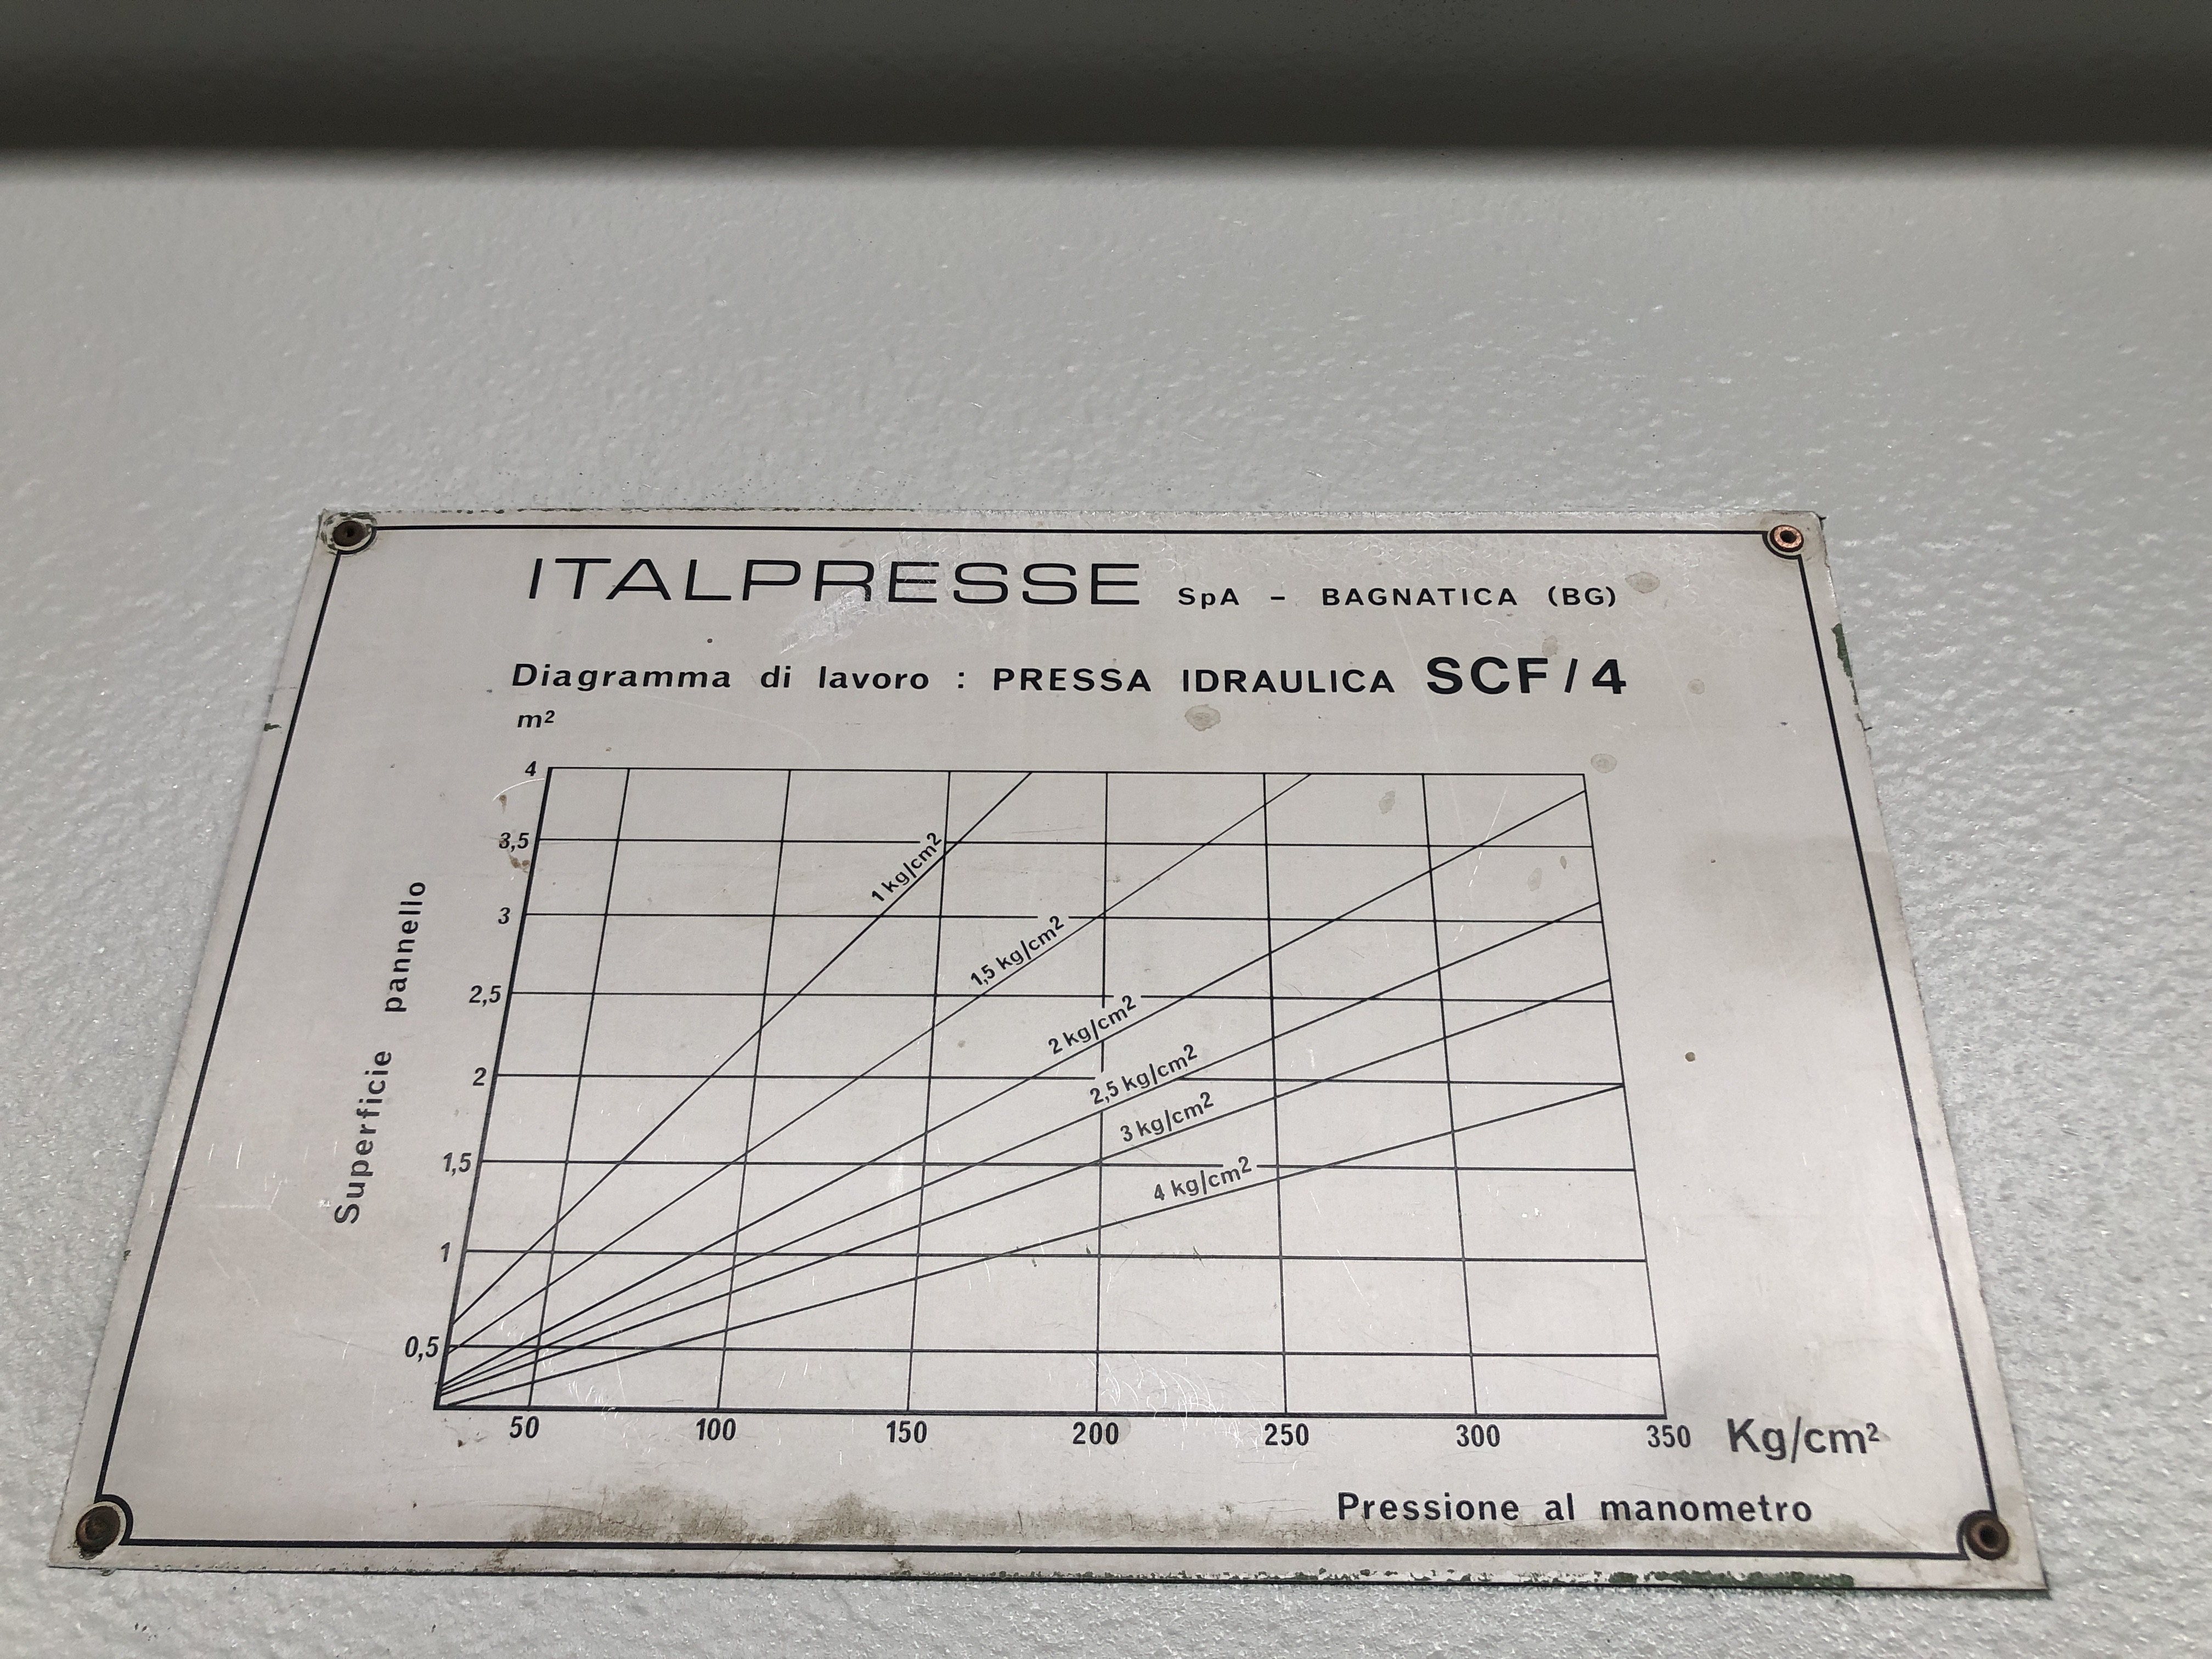 ITALPRESSE SpA – BAGNATICA (BG)
Diagramma di lavoro : PRESSA IDRAULICA SCF/4
m²
4
3,5
3
2,5
2
1,5
1
0,5
Superficie pannello
1 kg/cm²
1,5 kg/cm²
2 kg/cm²
2,5 kg/cm²
3 kg/cm²
4 kg/cm²
50 100 150 200 250 300 350 Kg/cm²
Pressione al manometro